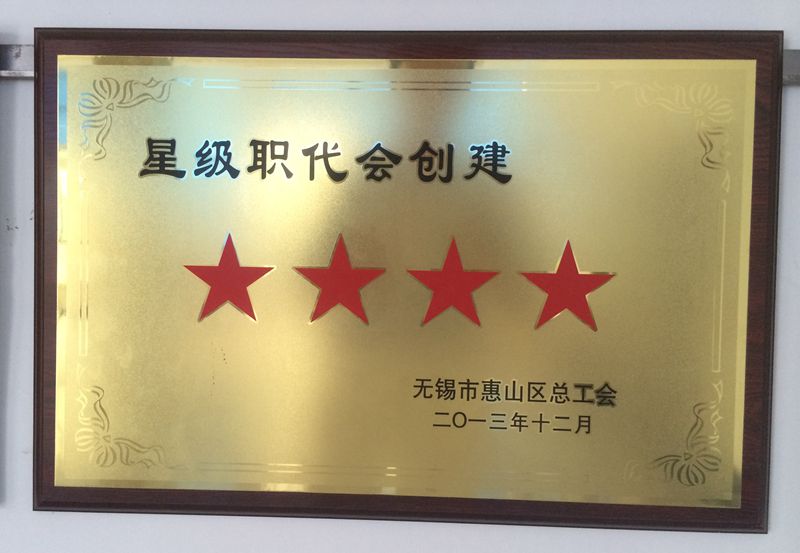 星级职代会创建
无锡市惠山区总工会
二〇一三年十二月